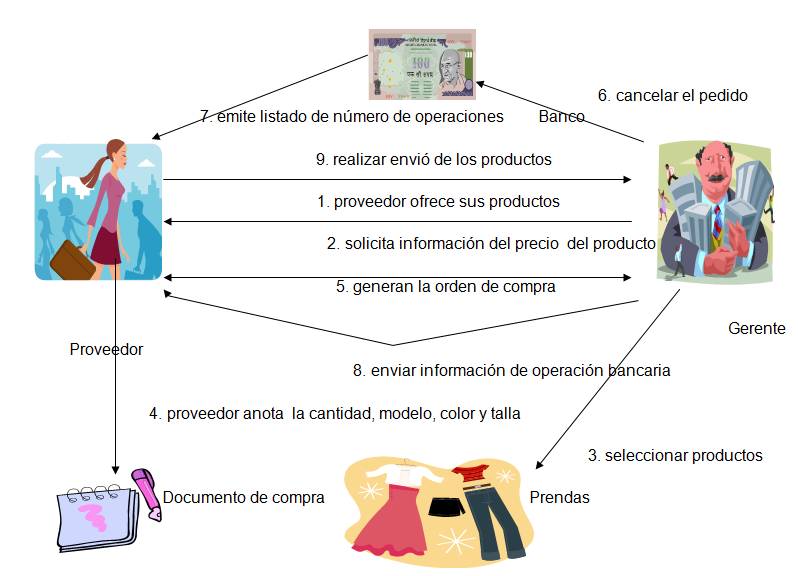 100
6. cancelar el pedido
7. emite listado de número de operaciones
Banco
9. realizar envió de los productos
1. proveedor ofrece sus productos
2. solicita información del precio del producto
5. generan la orden de compra
Gerente
Proveedor
8. enviar información de operación bancaria
4. proveedor anota la cantidad, modelo, color y talla
3. seleccionar productos
Documento de compra
Prendas